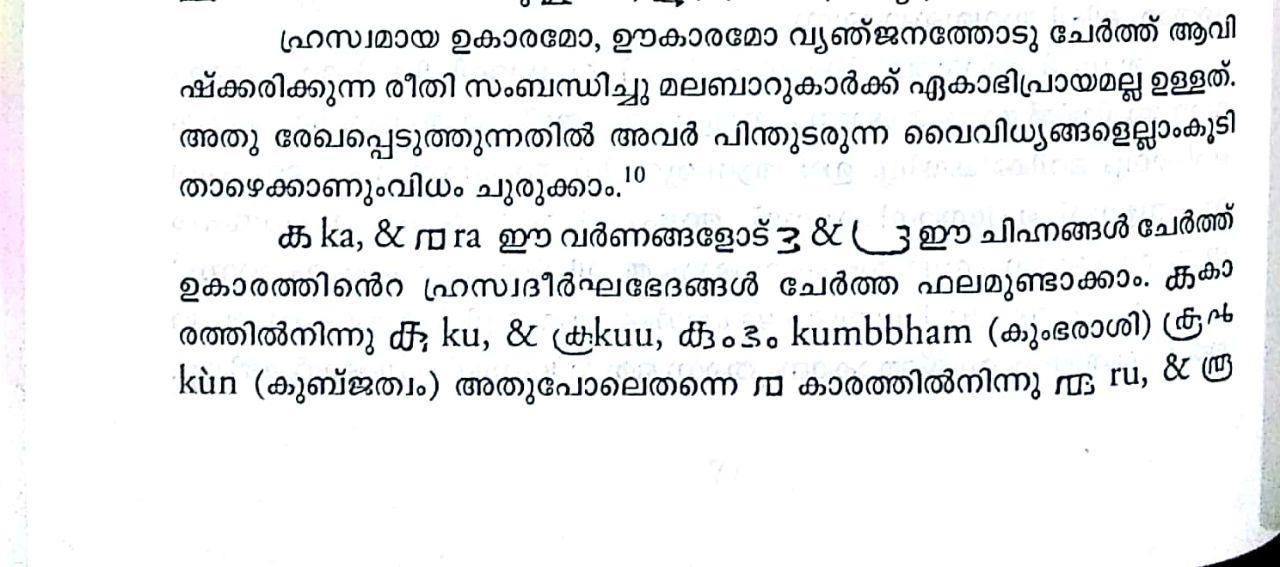 ഹ്രസ്വമായ ഉകാരമോ, ഊകാരമോ വ്യഞ്ജനത്തോടു ചേർത്ത് ആവി
ഷ്ക്കരിക്കുന്ന രീതി സംബന്ധിച്ചു മലബാറുകാർക്ക് ഏകാഭിപ്രായമല്ല ഉള്ളത്.
അതു രേഖപ്പെടുത്തുന്നതിൽ അവർ പിന്തുടരുന്ന വൈവിധ്യങ്ങളെല്ലാംകൂടി
താഴെക്കാണുംവിധം ചുരുക്കാം.10
ക ka, & ra ഈ വർണങ്ങളോട് & ഈ ചിഹ്നങ്ങൾ ചേർത്ത്
ഉകാരത്തിൻെറ ഹ്രസ്വദീർഘഭേദങ്ങൾ ചേർത്ത ഫലമുണ്ടാക്കാം. കകാ
രത്തിൽനിന്നു കു ku, & കൂ kuu, കുംഭം kumbbham (കുംഭരാശി) കൂൻ
kùn (കുബ്ജത്വം) അതുപോലെതന്നെ കാരത്തിൽനിന്നു രു ru, & രൂ